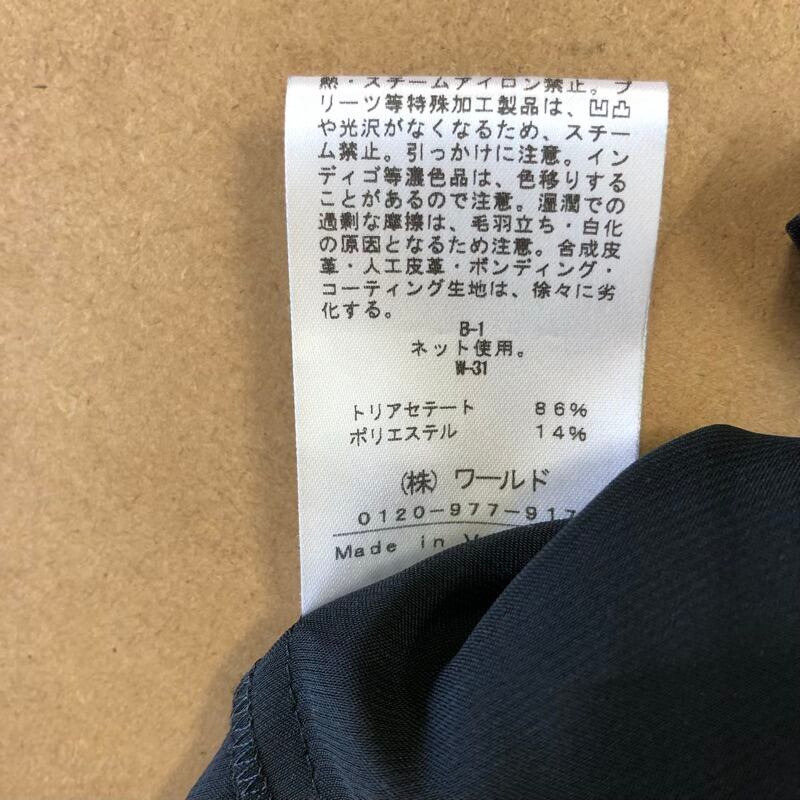 熱・スチームアイロン禁止。プ
リーツ等特殊加工製品は、凹凸
や光沢がなくなるため、スチー
ム禁止。引っかけに注意。イン
ディゴ等濃色品は、色移りする
ことがあるので注意。湿潤での
過剰な摩擦は、毛羽立ち・白化
の原因となるため注意。合成皮
革・人工皮革・ボンディング・
コーティング生地は、徐々に劣
化する。
B-1
ネット使用。
W-31
トリアセテート 86%
ポリエステル 14%
(株)ワールド
0120-977-917
Made in